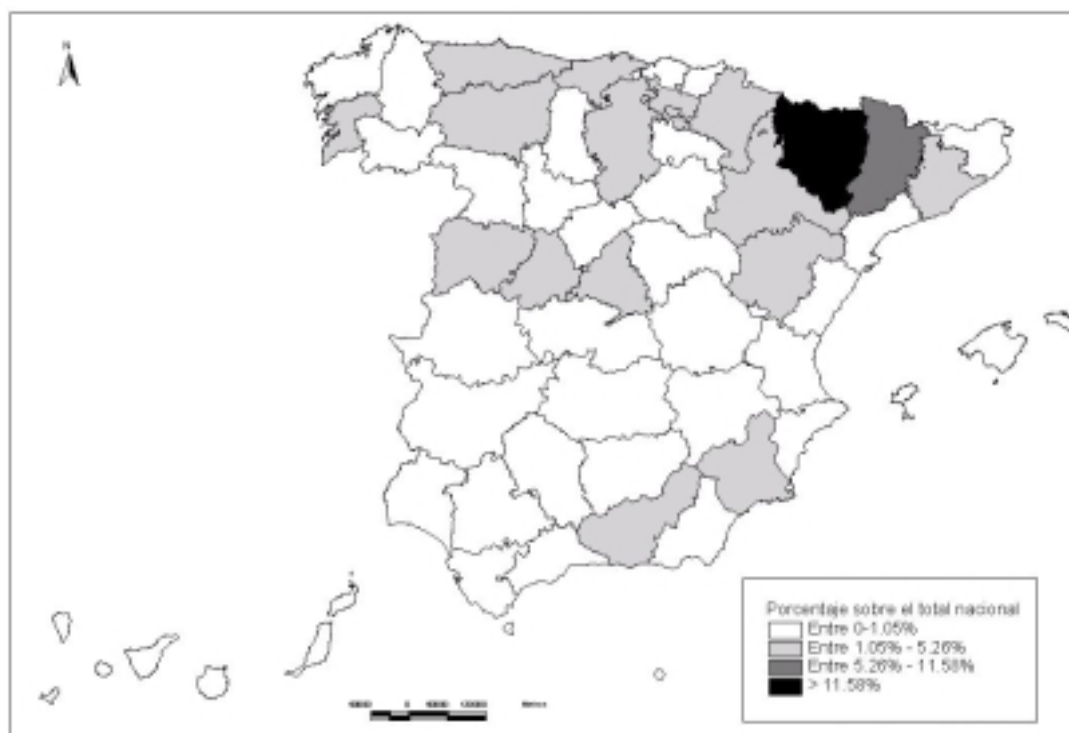 N
Porcentaje sobre el total nacional
Entre 0-1.05%
Entre 1.05% - 5.26%
Entre 5.26% - 11.58%
> 11.58%